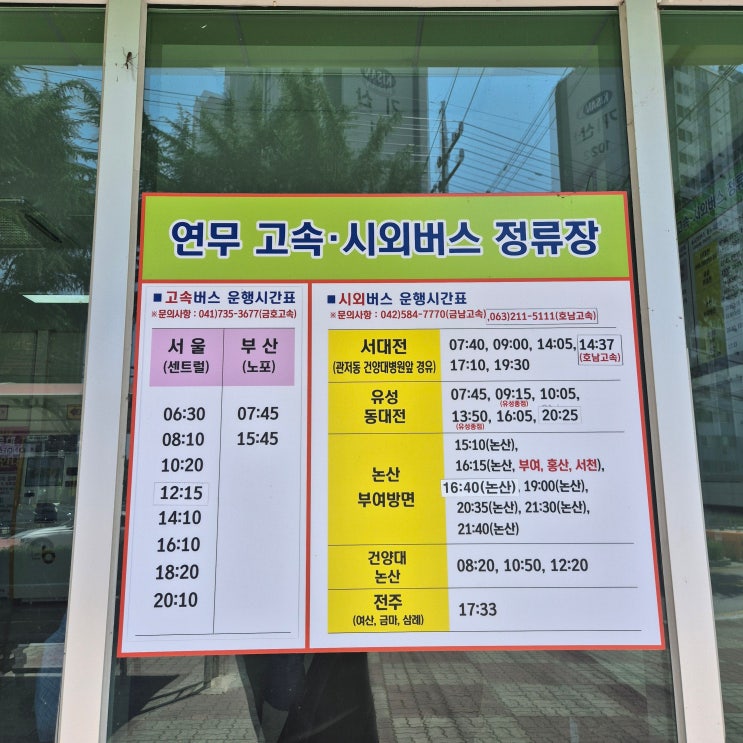 KISAN
기산
KISAN
기산
102
연무 고속·시외버스 정류장
■ 고속버스 운행시간표
※문의사항 : 041)735-3677(금호고속)
서울 부산
(센트럴) (노포)
06:30 07:45
08:10 15:45
10:20
12:15
14:10
16:10
18:20
20:10
■ 시외버스 운행시간표
※문의사항 : 042)584-7770(금남고속) ,063)211-5111(호남고속)
서대전
(관저동 건양대병원앞 경유)
07:40, 09:00, 14:05, 14:37
(호남고속)
17:10, 19:30
유성
동대전
07:45, 09:15, 10:05,
(유성종점)
13:50, 16:05, 20:25
(유성종점)
논산
부여방면
15:10(논산),
16:15(논산, 부여, 홍산, 서천),
16:40(논산), 19:00(논산),
20:35(논산), 21:30(논산),
21:40(논산)
건양대
논산
08:20, 10:50, 12:20
전주
(여산, 금마, 삼례)
17:33